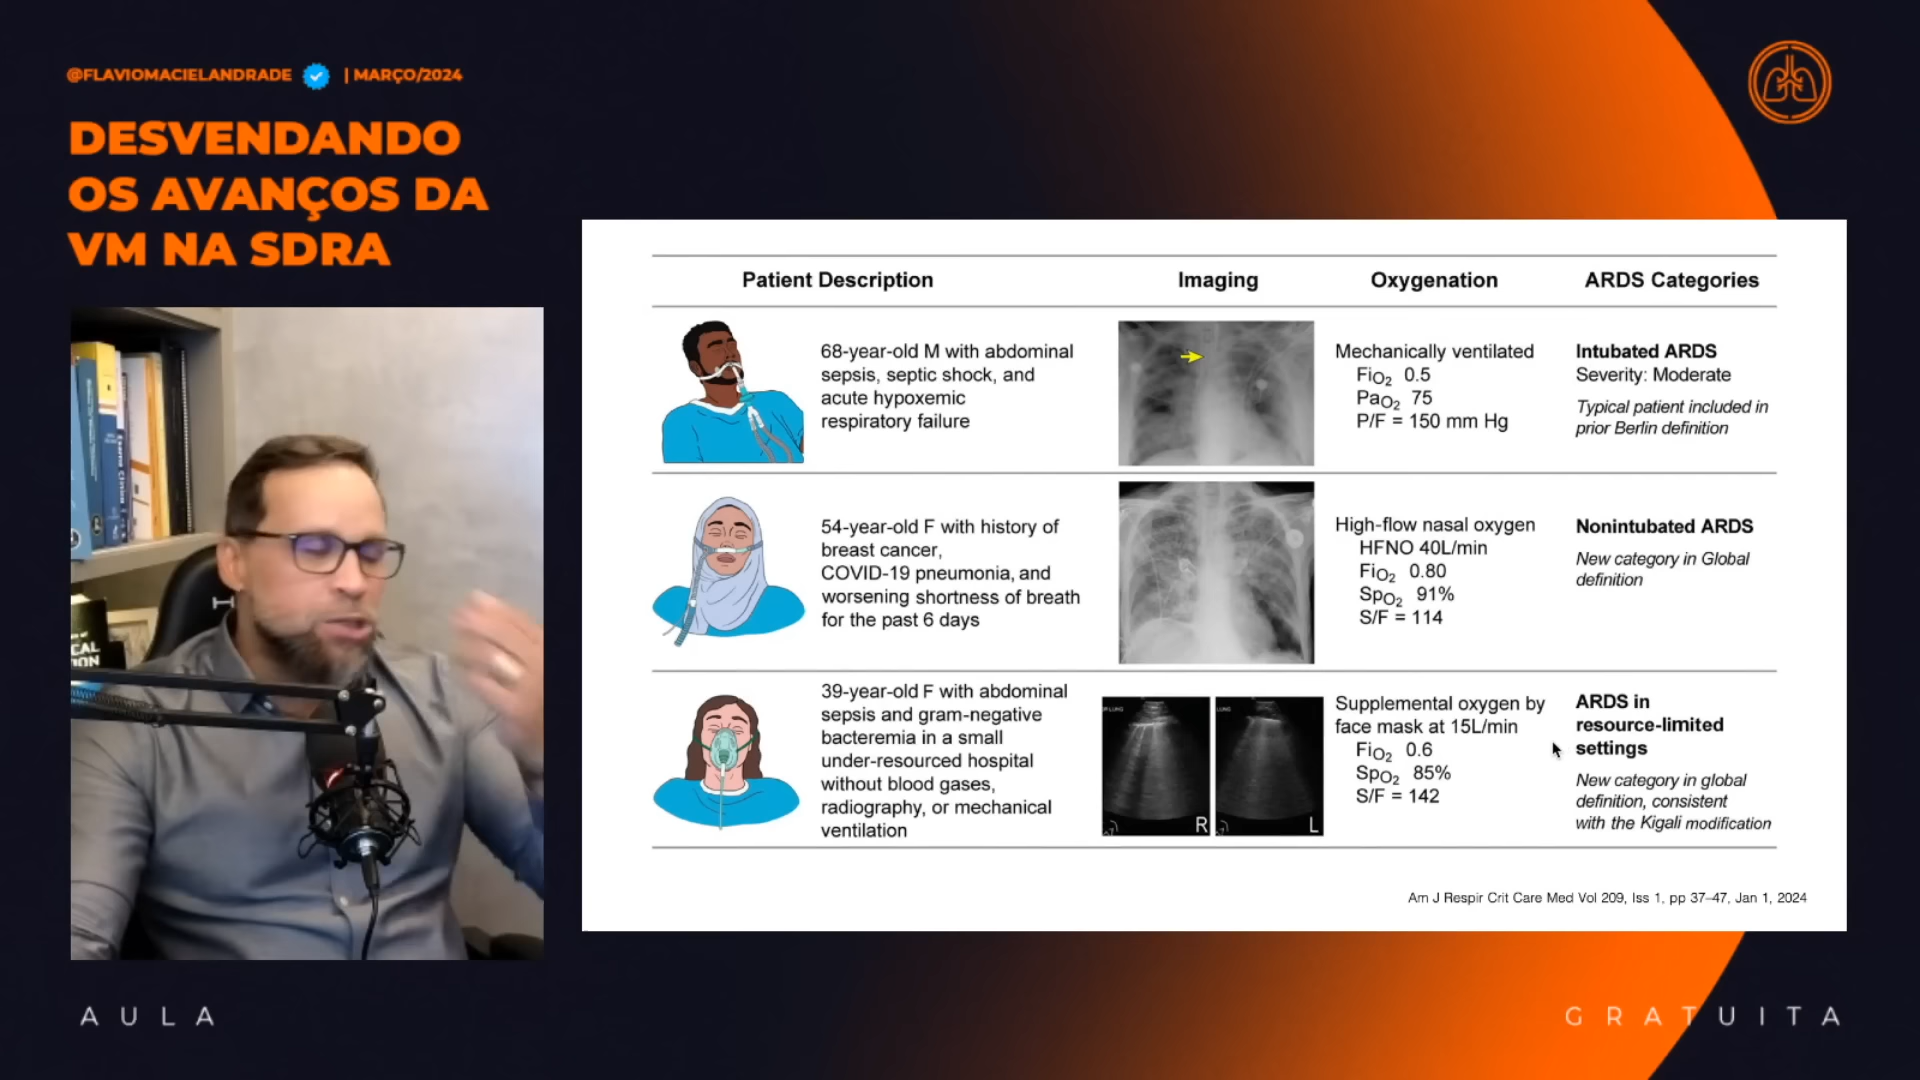 @FLAVIOMACIELANDRADE | MARÇO/2024
DESVENDANDO
OS AVANÇOS DA
VM NA SDRA
Patient Description Imaging Oxygenation ARDS Categories
68-year-old M with abdominal
sepsis, septic shock, and
acute hypoxemic
respiratory failure
Mechanically ventilated
FiO2 0.5
PaO2 75
P/F = 150 mm Hg
Intubated ARDS
Severity: Moderate
Typical patient included in
prior Berlin definition
54-year-old F with history of
breast cancer,
COVID-19 pneumonia, and
worsening shortness of breath
for the past 6 days
High-flow nasal oxygen
HFNO 40L/min
FiO2 0.80
SpO2 91%
S/F = 114
Nonintubated ARDS
New category in Global
definition
39-year-old F with abdominal
sepsis and gram-negative
bacteremia in a small
under-resourced hospital
without blood gases,
radiography, or mechanical
ventilation
LUNG
R
LUNG
L
Supplemental oxygen by
face mask at 15L/min
FiO2 0.6
SpO2 85%
S/F = 142
ARDS in
resource-limited
settings
New category in global
definition, consistent
with the Kigali modification
Am J Respir Crit Care Med Vol 209, Iss 1, pp 37–47, Jan 1, 2024
AULA
GRATUITA